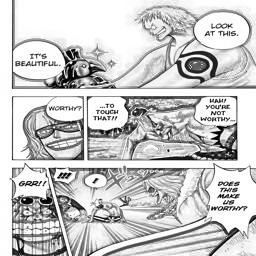 LOOK AT
THIS.
IT'S
BEAUTIFUL.
HAH!
YOU'RE
NOT
WORTHY...
...TO
TOUCH
THAT!!
WORTHY?
DOES
THIS
MAKE
US
WORTHY?
!
!!!
GRR!!